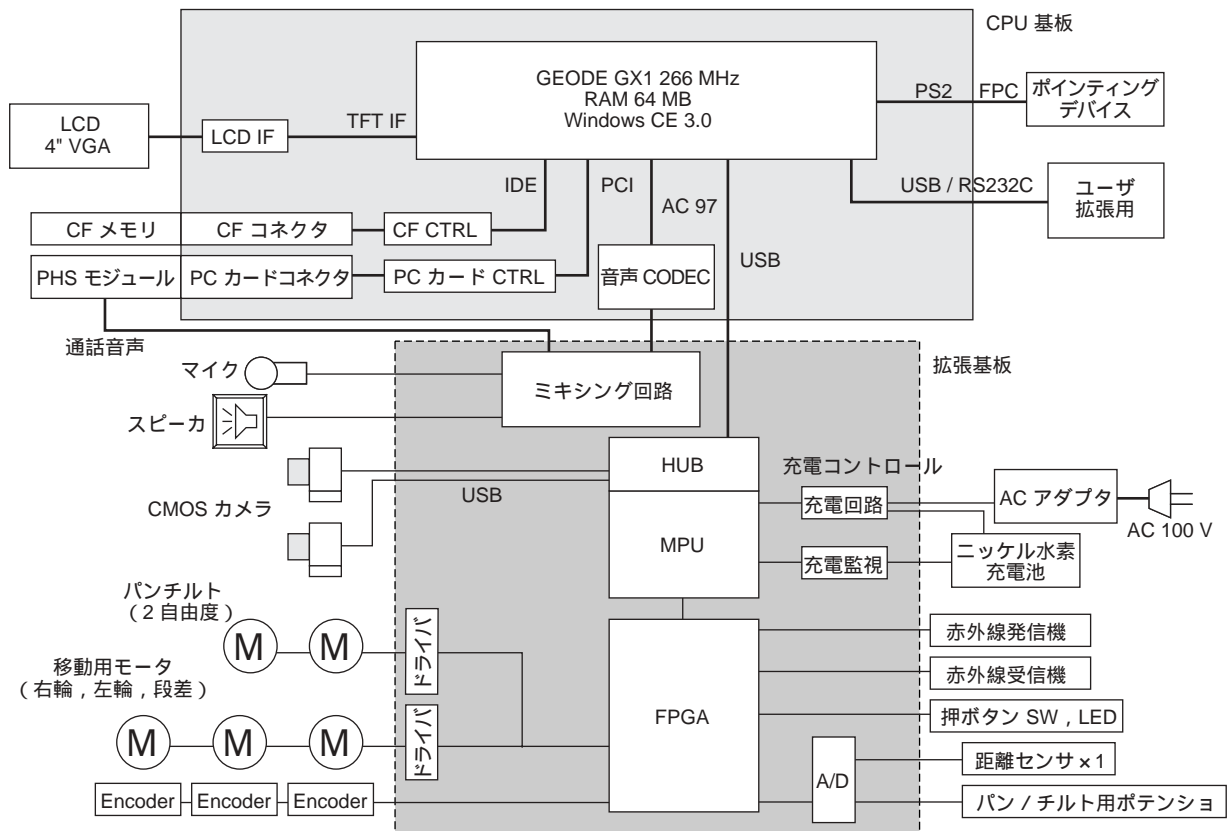 CPU 基板
GEODE GX1 266 MHz
RAM 64 MB
Windows CE 3.0
PS2
FPC
ポインティング
デバイス
LCD
4" VGA
LCD IF
TFT IF
IDE
PCI
AC 97
USB / RS232C
ユーザ
拡張用
CF メモリ
CF コネクタ
CF CTRL
PHS モジュール
PC カードコネクタ
PC カード CTRL
音声 CODEC
USB
通話音声
マイク
ミキシング回路
拡張基板
スピーカ
HUB
充電コントロール
CMOS カメラ
USB
MPU
充電回路
AC アダプタ
AC 100 V
充電監視
ニッケル水素
充電池
パンチルト
（2 自由度）
M
M
ドライバ
赤外線発信機
移動用モータ
（右輪，左輪，段差）
赤外線受信機
FPGA
押ボタン SW，LED
M
M
M
ドライバ
A/D
距離センサ×1
Encoder
Encoder
Encoder
パン / チルト用ポテンショ